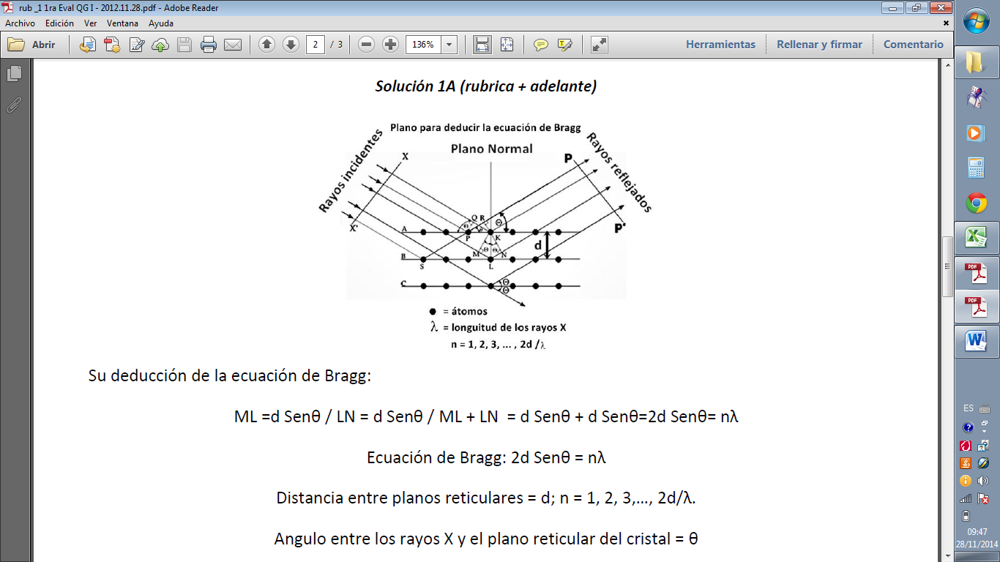 rub _1 1ra Eval QG I - 2012.11.28.pdf - Adobe Reader
Archivo Edición Ver Ventana Ayuda
Abrir 2 / 3 136% Herramientas Rellenar y firmar Comentario
Solución 1A (rubrica + adelante)
Plano para deducir la ecuación de Bragg
Plano Normal
Rayos incidentes
Rayos reflejados
X P
X' P'
Q R Θ
A Θ P K
d
B M Θ Θ N
S L
C Θ
Θ
= átomos
λ = longuitud de los rayos X
n = 1, 2, 3, ... , 2d /λ
Su deducción de la ecuación de Bragg:
ML =d Senθ / LN = d Senθ / ML + LN = d Senθ + d Senθ=2d Senθ= nλ
Ecuación de Bragg: 2d Senθ = nλ
Distancia entre planos reticulares = d; n = 1, 2, 3,..., 2d/λ.
Angulo entre los rayos X y el plano reticular del cristal = θ
PDF
PDF
ES
09:47
28/11/2014